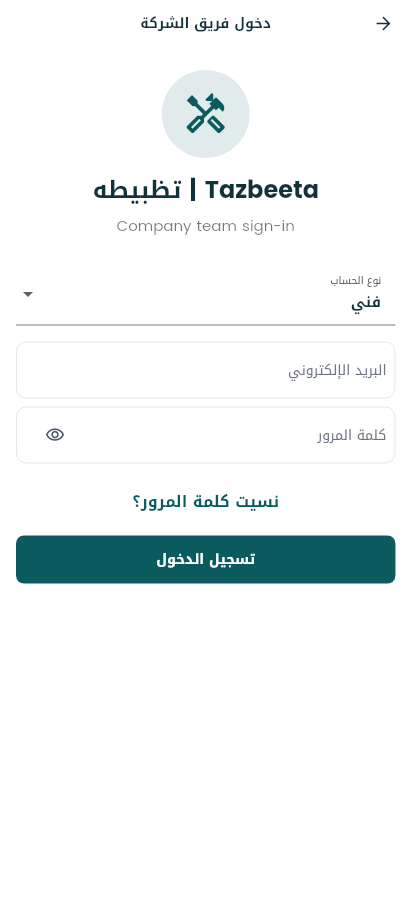 دخول فريق الشركة
تظبيطه | Tazbeeta
Company team sign-in
نوع الحساب
فني
البريد الإلكتروني
كلمة المرور
نسيت كلمة المرور؟
تسجيل الدخول